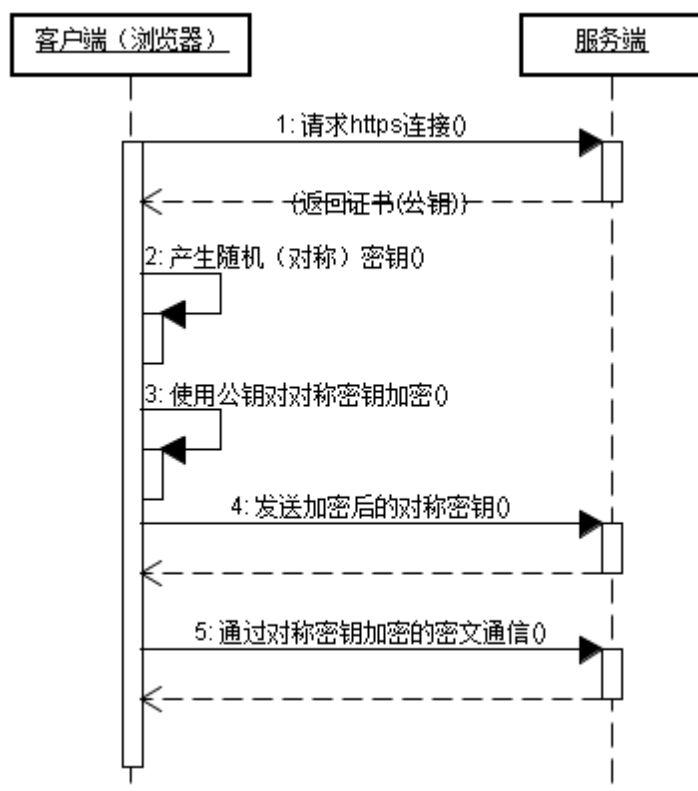 客户端（浏览器）
服务端
1: 请求https连接()
{返回证书(公钥)}
2: 产生随机（对称）密钥()
3: 使用公钥对对称密钥加密()
4: 发送加密后的对称密钥()
5: 通过对称密钥加密的密文通信()